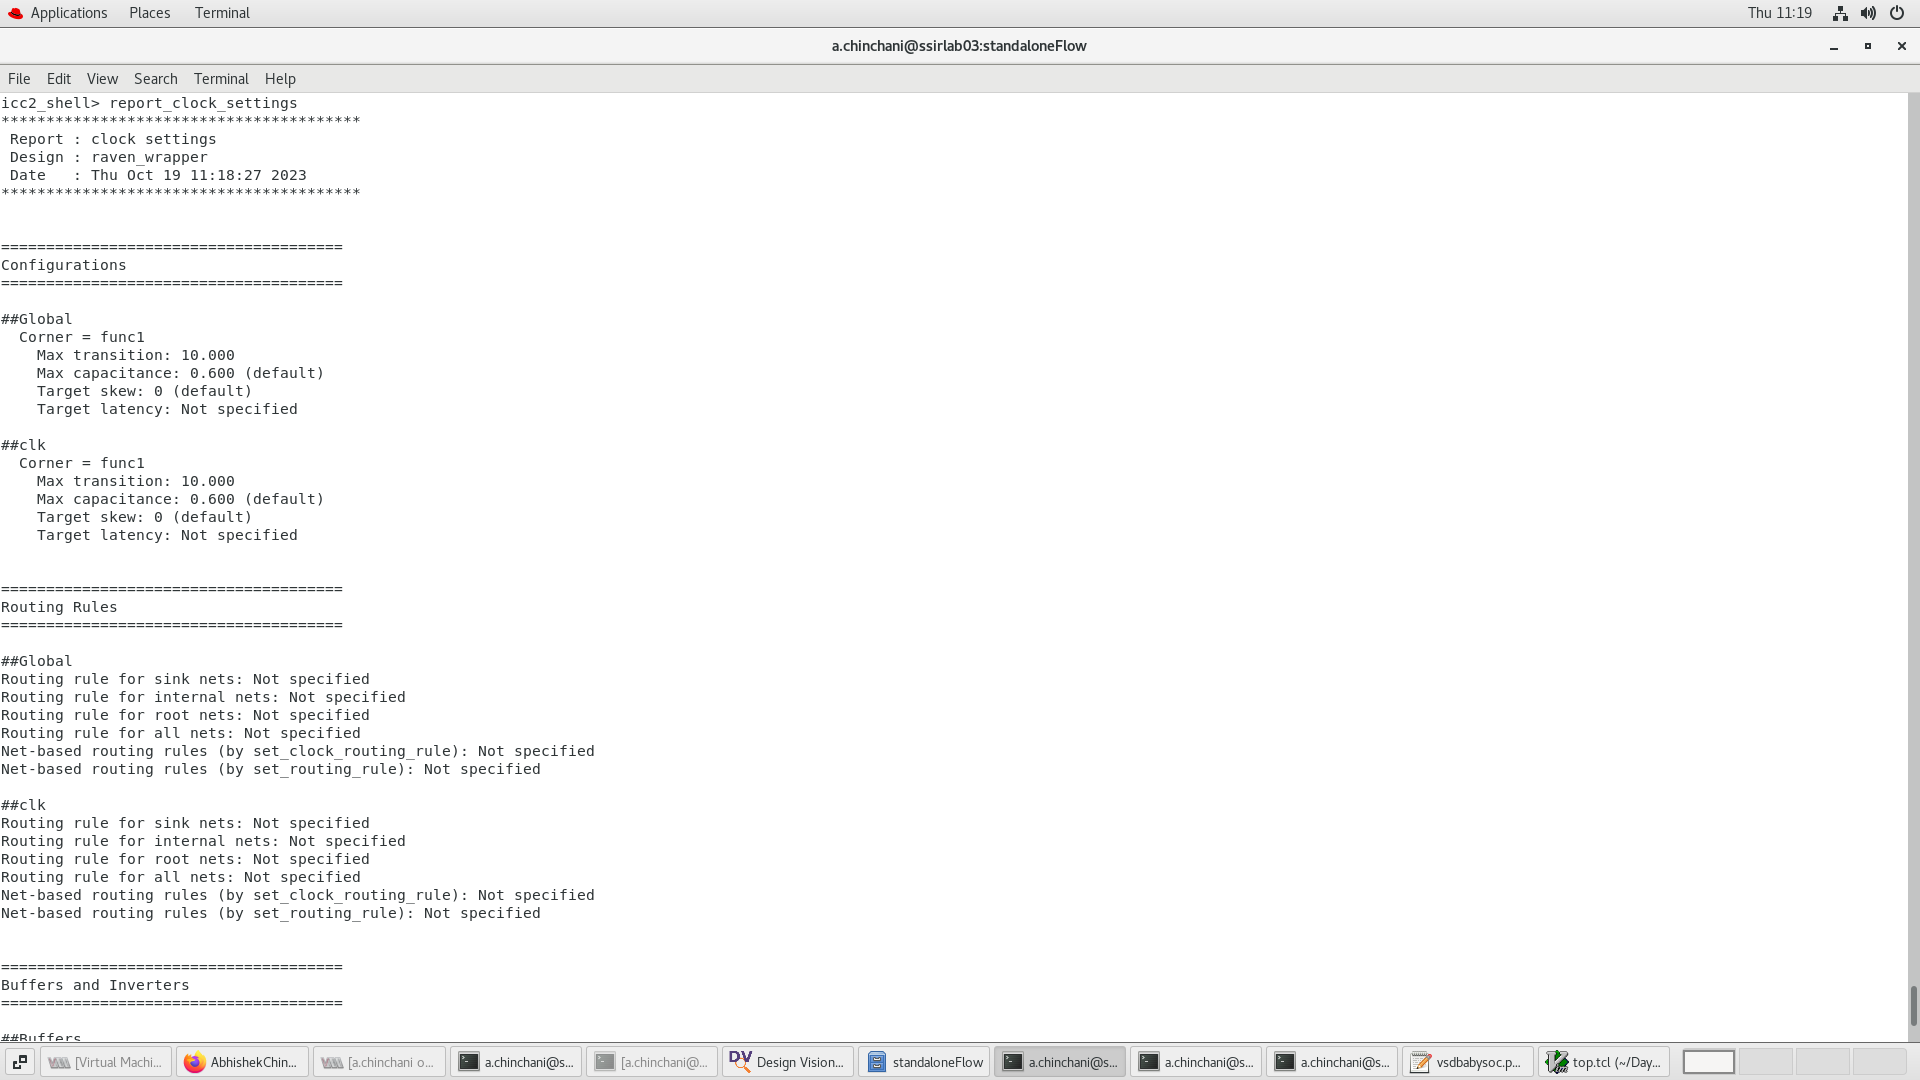 Applications Places Terminal Thu 11:19
a.chinchani@ssirlab03:standaloneFlow
File Edit View Search Terminal Help
icc2_shell> report_clock_settings
****************************************
 Report : clock settings
 Design : raven_wrapper
 Date   : Thu Oct 19 11:18:27 2023
****************************************
======================================
Configurations
======================================
##Global
  Corner = func1
    Max transition: 10.000
    Max capacitance: 0.600 (default)
    Target skew: 0 (default)
    Target latency: Not specified
##clk
  Corner = func1
    Max transition: 10.000
    Max capacitance: 0.600 (default)
    Target skew: 0 (default)
    Target latency: Not specified
======================================
Routing Rules
======================================
##Global
Routing rule for sink nets: Not specified
Routing rule for internal nets: Not specified
Routing rule for root nets: Not specified
Routing rule for all nets: Not specified
Net-based routing rules (by set_clock_routing_rule): Not specified
Net-based routing rules (by set_routing_rule): Not specified
##clk
Routing rule for sink nets: Not specified
Routing rule for internal nets: Not specified
Routing rule for root nets: Not specified
Routing rule for all nets: Not specified
Net-based routing rules (by set_clock_routing_rule): Not specified
Net-based routing rules (by set_routing_rule): Not specified
======================================
Buffers and Inverters
======================================
##Buffers
[Virtual Machi... AbhishekChin... [a.chinchani o... a.chinchani@s... [a.chinchani@... DV Design Vision... standaloneFlow a.chinchani@s... a.chinchani@s... a.chinchani@s... vsdbabysoc.p... top.tcl (~/Day...